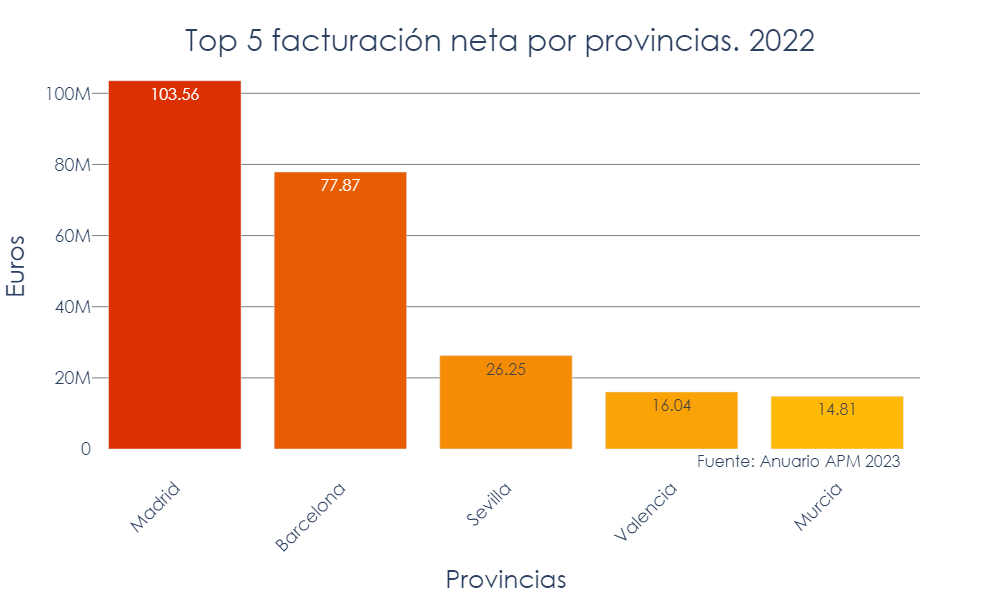 Top 5 facturación neta por provincias. 2022
Euros
100M
80M
60M
40M
20M
0
103.56
77.87
26.25
16.04
14.81
Fuente: Anuario APM 2023
Madrid
Barcelona
Sevilla
Valencia
Murcia
Provincias